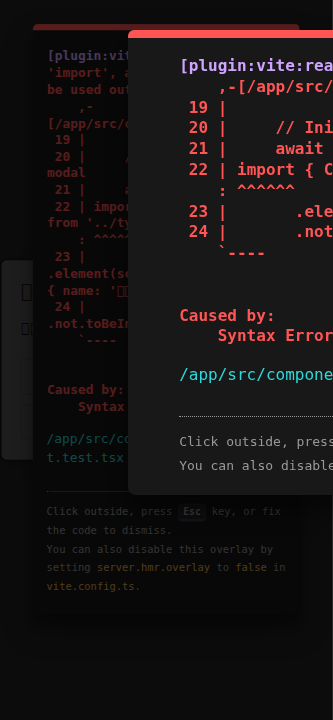 [plugin:vite:rea
,-[/app/src/
19 |
20 |     // Ini
21 |     await
22 | import { C
: ^^^^^^
23 |       .ele
24 |       .not
`----
Caused by:
Syntax Error
/app/src/compone
Click outside, press
You can also disable
[plugin:vit
'import', a
be used out
,-
[/app/src/c
19 |
20 |
modal
21 |
22 | impor
from '../ty
: ^^^^^
23 |
.element(sc
{ name: '
24 |
.not.toBeIn
`----
Caused by:
Syntax
/app/src/co
t.test.tsx
Click outside, press Esc key, or fix
the code to dismiss.
You can also disable this overlay by
setting server.hmr.overlay to false in
vite.config.ts.